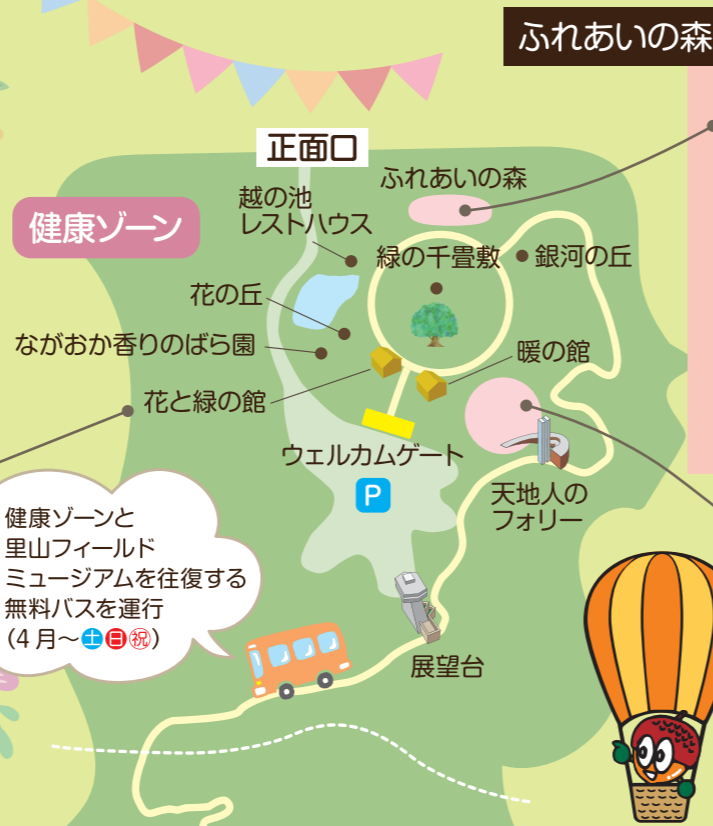 ふれあいの森
正面口
健康ゾーン
越の池
レストハウス
ふれあいの森
緑の千畳敷
銀河の丘
花の丘
ながおか香りのばら園
花と緑の館
暖の館
ウェルカムゲート
P
天地人の
フォリー
健康ゾーンと
里山フィールド
ミュージアムを往復する
無料バスを運行
(4月～土日祝)
展望台